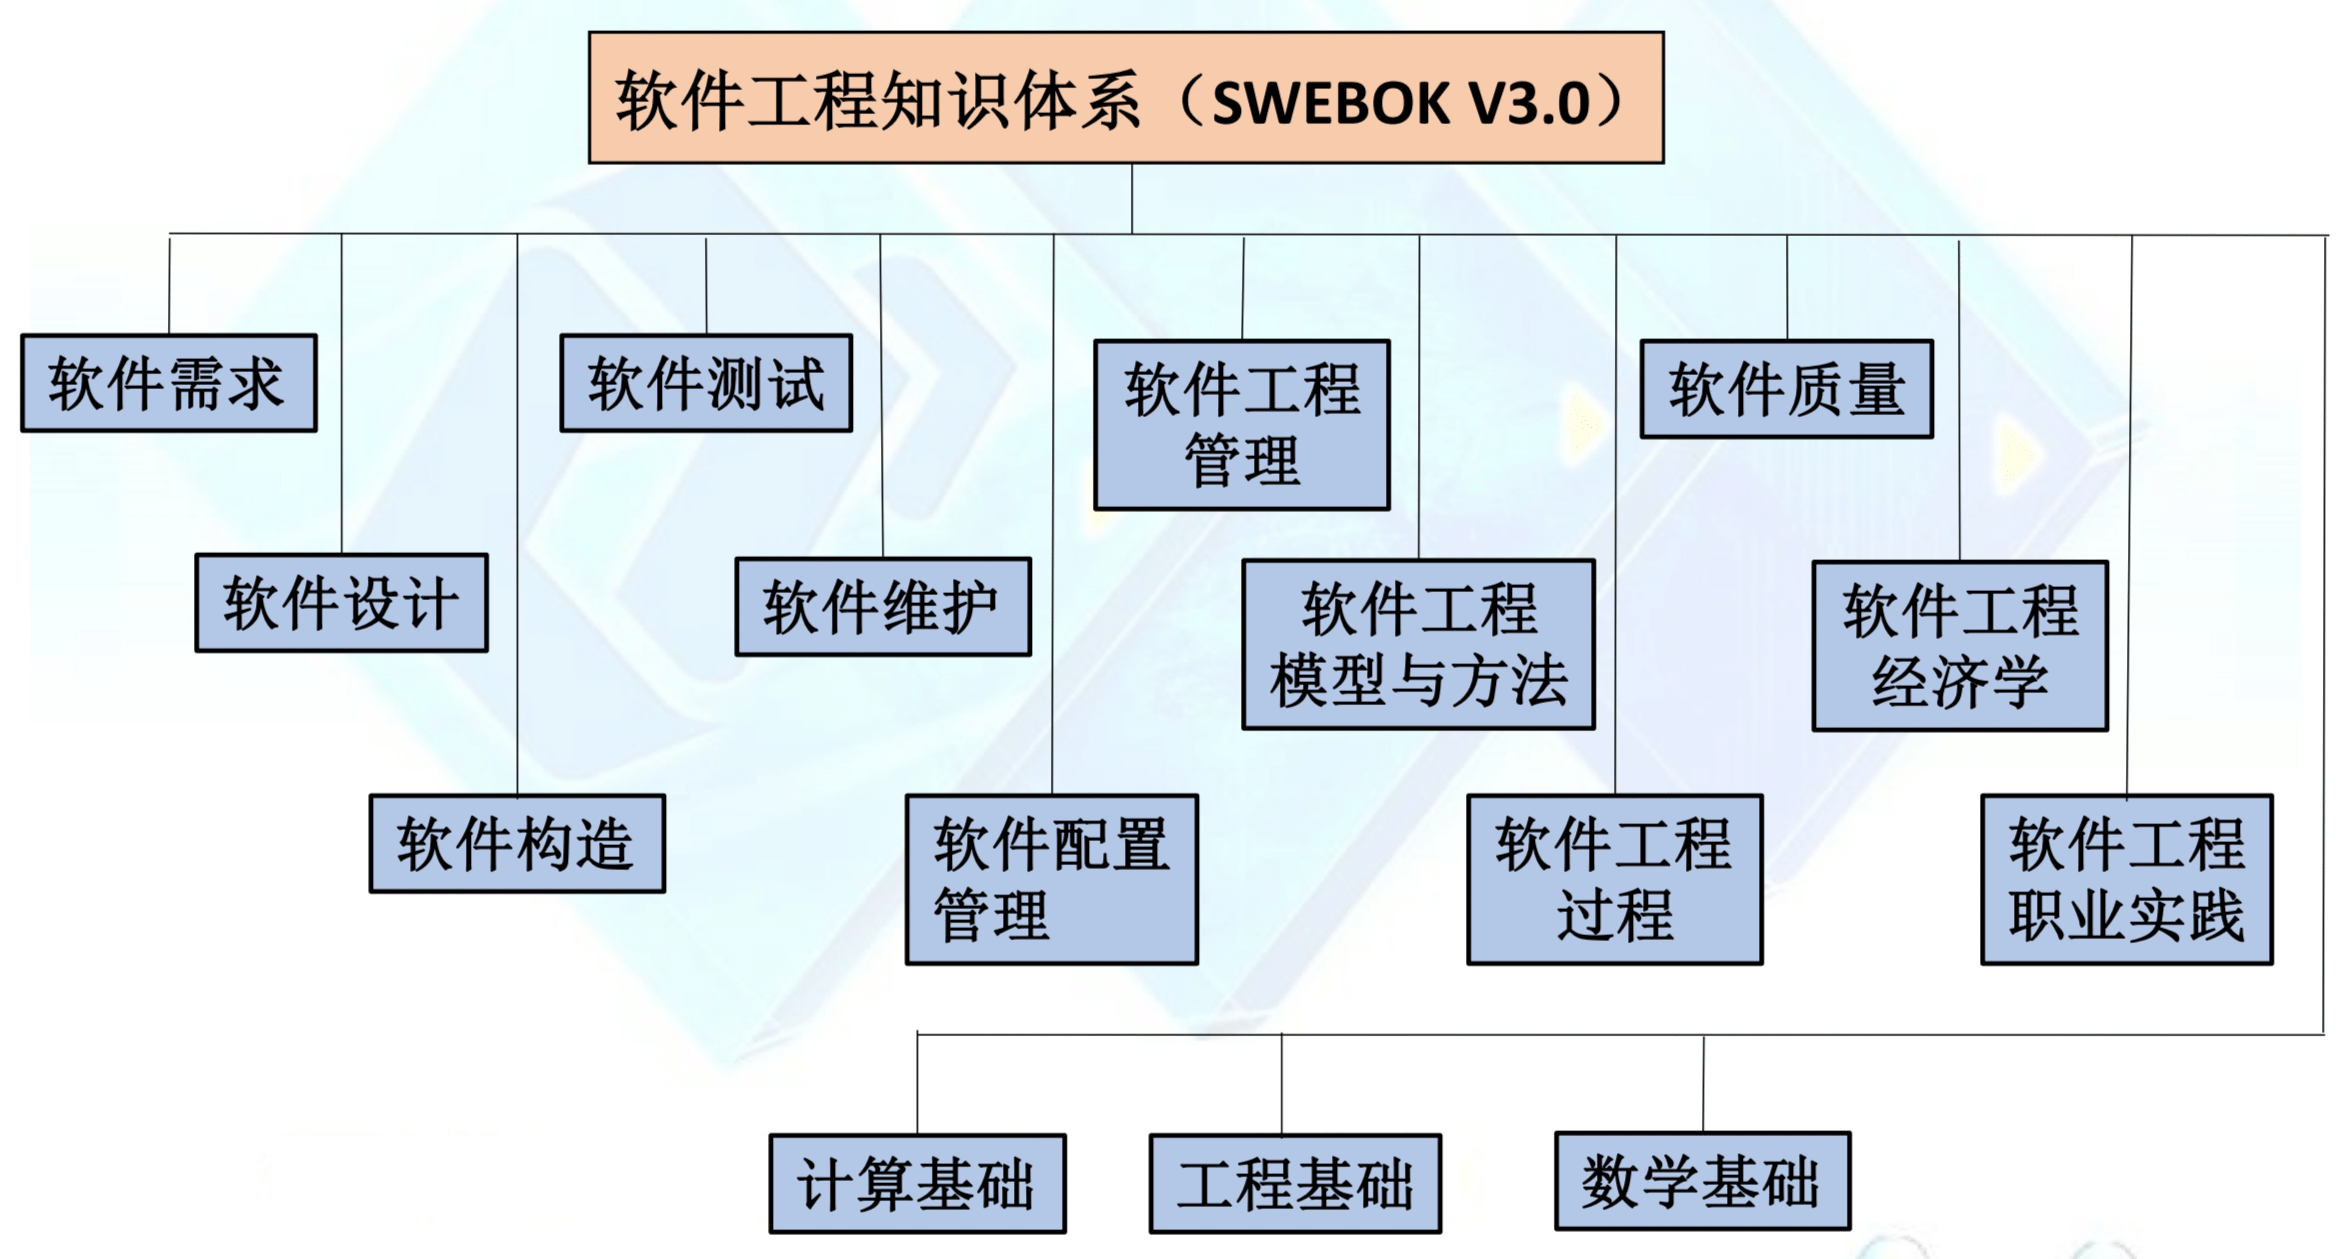 软件工程知识体系（SWEBOK V3.0）
软件需求
软件测试
软件工程
管理
软件质量
软件设计
软件维护
软件工程
模型与方法
软件工程
经济学
软件构造
软件配置
管理
软件工程
过程
软件工程
职业实践
计算基础
工程基础
数学基础